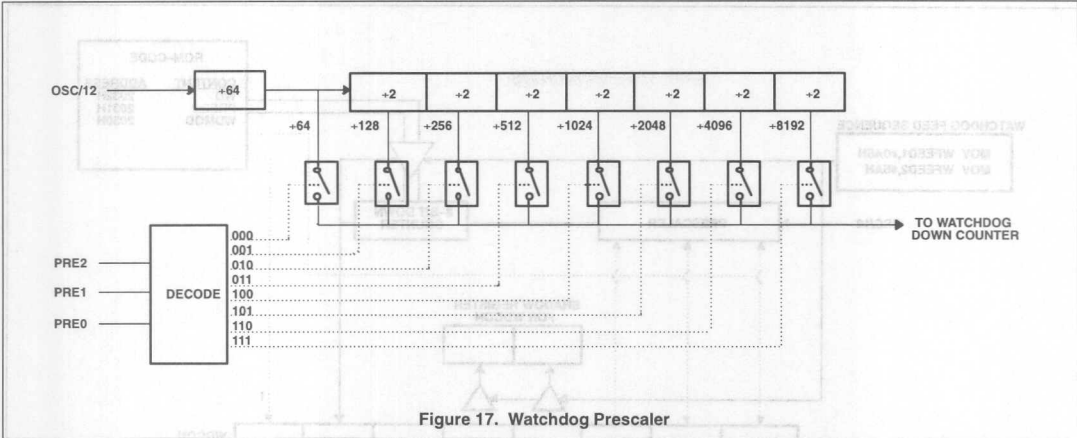 OSC/12
÷64
÷2 ÷2 ÷2 ÷2 ÷2 ÷2 ÷2
÷64 ÷128 ÷256 ÷512 ÷1024 ÷2048 ÷4096 ÷8192
TO WATCHDOG
DOWN COUNTER
PRE2
PRE1
PRE0
DECODE
000
001
010
011
100
101
110
111
Figure 17. Watchdog Prescaler